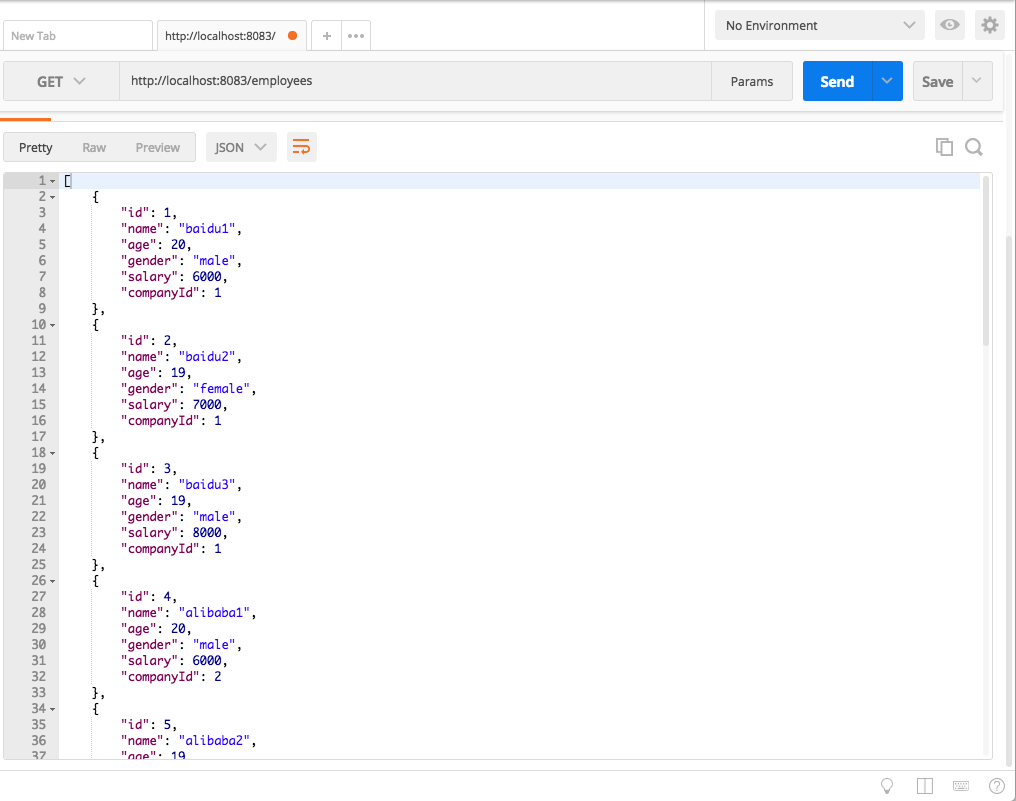 New Tab
http://localhost:8083/
+
•••
No Environment
GET
http://localhost:8083/employees
Params
Send
Save
Pretty
Raw
Preview
JSON
1 [
2 {
3 "id": 1,
4 "name": "baidu1",
5 "age": 20,
6 "gender": "male",
7 "salary": 6000,
8 "companyId": 1
9 },
10 {
11 "id": 2,
12 "name": "baidu2",
13 "age": 19,
14 "gender": "female",
15 "salary": 7000,
16 "companyId": 1
17 },
18 {
19 "id": 3,
20 "name": "baidu3",
21 "age": 19,
22 "gender": "male",
23 "salary": 8000,
24 "companyId": 1
25 },
26 {
27 "id": 4,
28 "name": "alibaba1",
29 "age": 20,
30 "gender": "male",
31 "salary": 6000,
32 "companyId": 2
33 },
34 {
35 "id": 5,
36 "name": "alibaba2",
37 "age": 19
?